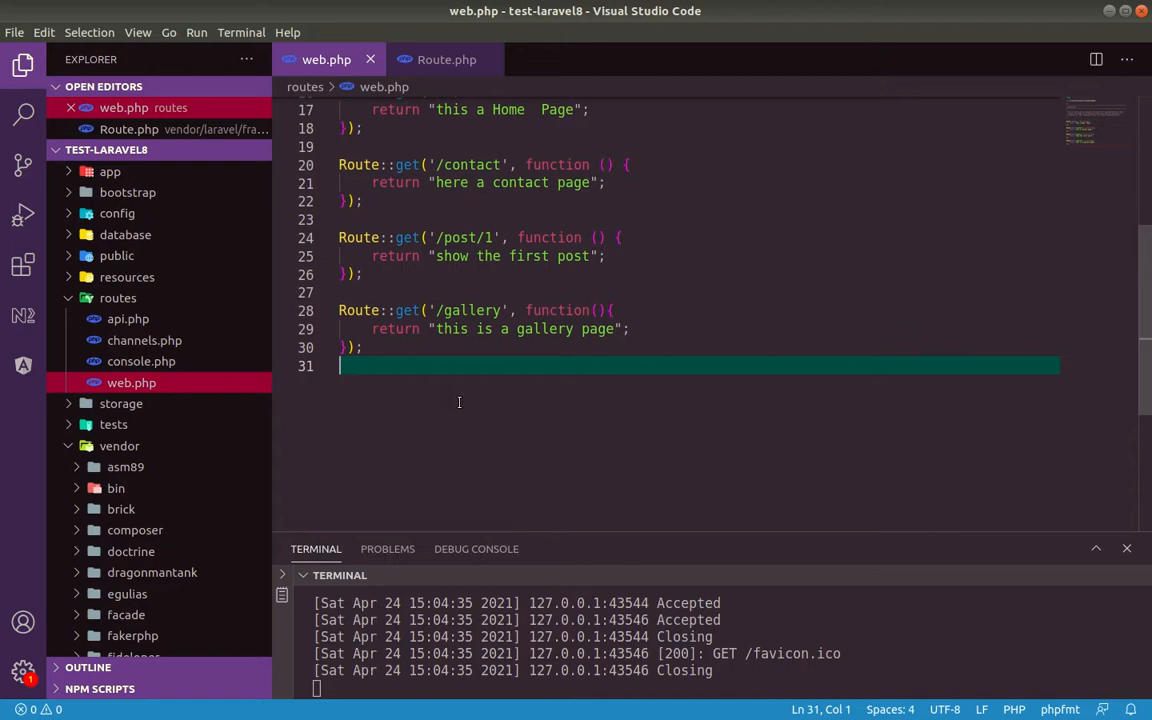 web.php - test-laravel8 - Visual Studio Code
File Edit Selection View Go Run Terminal Help
EXPLORER
OPEN EDITORS
web.php routes
Route.php vendor/laravel/fra...
TEST-LARAVEL8
app
bootstrap
config
database
public
resources
routes
api.php
channels.php
console.php
web.php
storage
tests
vendor
asm89
bin
brick
composer
doctrine
dragonmantank
egulias
facade
fakerphp
fideloper
OUTLINE
NPM SCRIPTS
web.php
Route.php
routes > web.php
17 return "this a Home  Page";
18 });
19
20 Route::get('/contact', function () {
21 return "here a contact page";
22 });
23
24 Route::get('/post/1', function () {
25 return "show the first post";
26 });
27
28 Route::get('/gallery', function(){
29 return "this is a gallery page";
30 });
31
TERMINAL PROBLEMS DEBUG CONSOLE
TERMINAL
[Sat Apr 24 15:04:35 2021] 127.0.0.1:43544 Accepted
[Sat Apr 24 15:04:35 2021] 127.0.0.1:43546 Accepted
[Sat Apr 24 15:04:35 2021] 127.0.0.1:43544 Closing
[Sat Apr 24 15:04:35 2021] 127.0.0.1:43546 [200]: GET /favicon.ico
[Sat Apr 24 15:04:35 2021] 127.0.0.1:43546 Closing
1
0 0 Ln 31, Col 1 Spaces: 4 UTF-8 LF PHP phpfmt